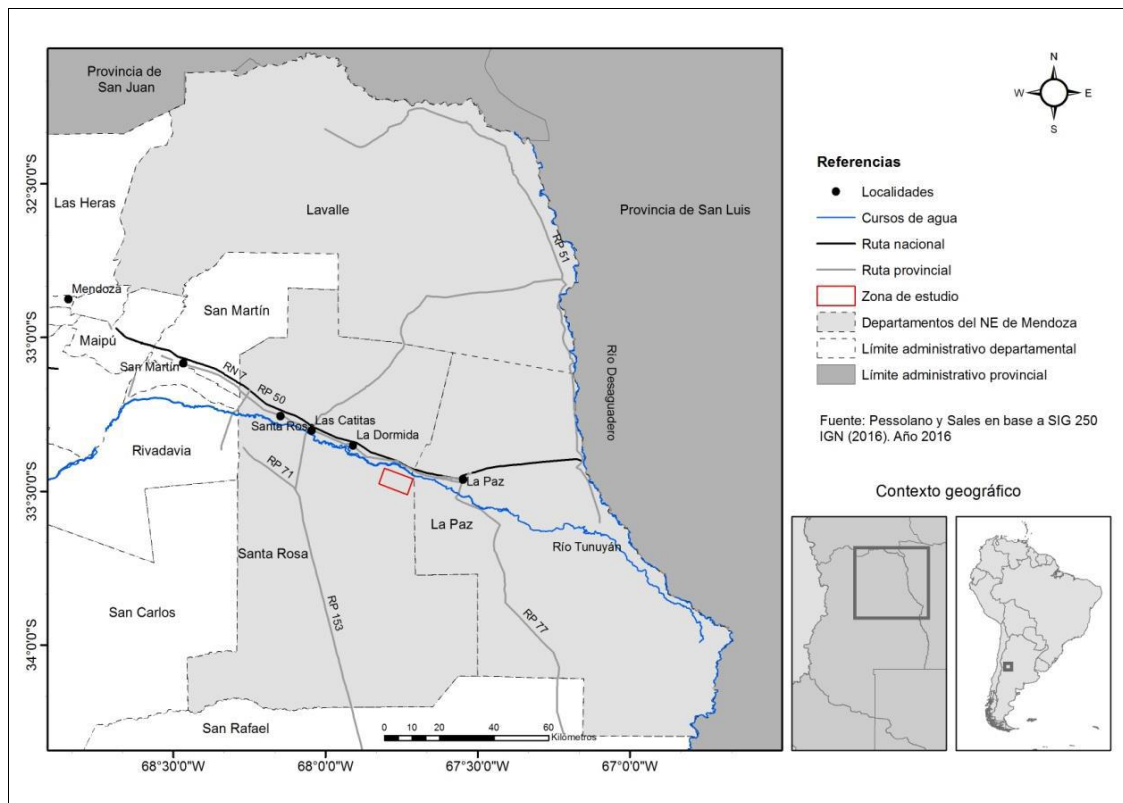 Provincia de
San Juan
Las Heras
Lavalle
Provincia de San Luis
RP 51
Mendoza
San Martín
Maipú
San Martín
RN 7
RP 50
Río Desaguadero
Santa Ros
Las Catitas
La Dormida
Rivadavia
RP 71
La Paz
La Paz
Santa Rosa
Río Tunuyán
San Carlos
RP 153
RP 77
San Rafael
0 10 20 40 60
Kilómetros
32°30'0"S
33°0'0"S
33°30'0"S
34°0'0"S
68°30'0"W
68°0'0"W
67°30'0"W
67°0'0"W
N
W
E
S
Referencias
Localidades
Cursos de agua
Ruta nacional
Ruta provincial
Zona de estudio
Departamentos del NE de Mendoza
Límite administrativo departamental
Límite administrativo provincial
Fuente: Pessolano y Sales en base a SIG 250
IGN (2016). Año 2016
Contexto geográfico